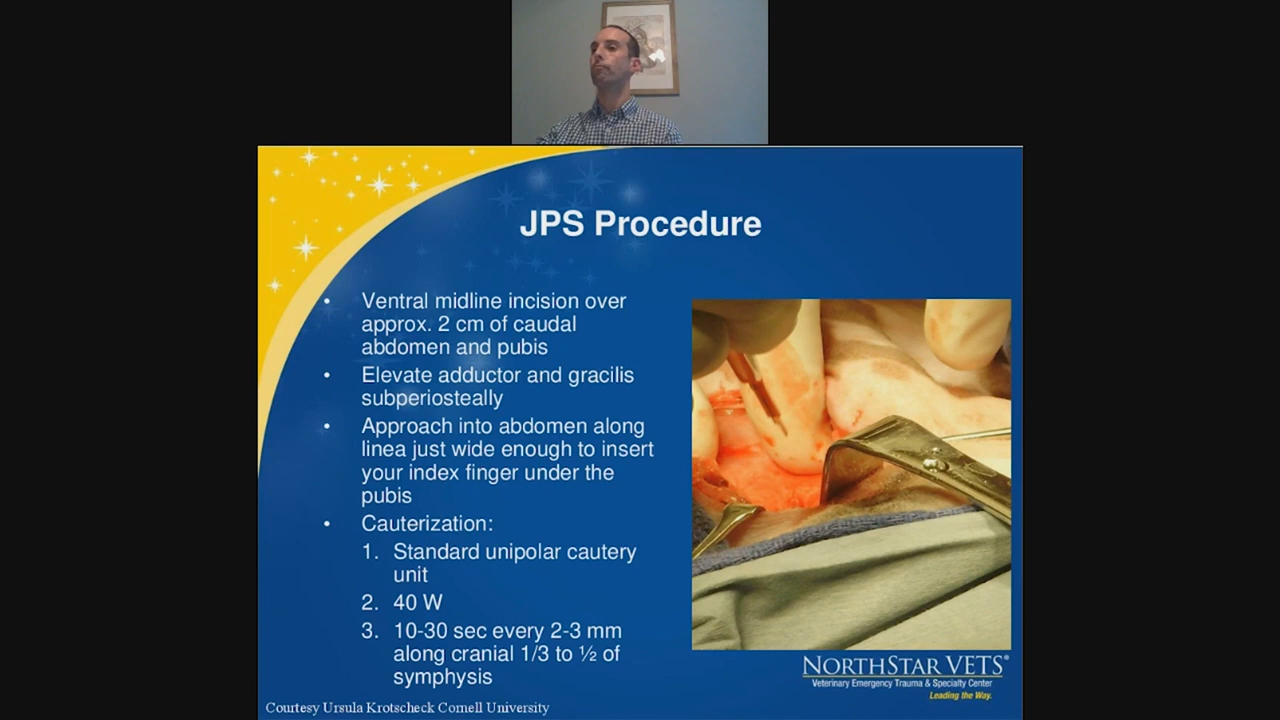 JPS Procedure
• Ventral midline incision over
approx. 2 cm of caudal
abdomen and pubis
• Elevate adductor and gracilis
subperiosteally
• Approach into abdomen along
linea just wide enough to insert
your index finger under the
pubis
• Cauterization:
1. Standard unipolar cautery
unit
2. 40 W
3. 10-30 sec every 2-3 mm
along cranial 1/3 to ½ of
symphysis
NORTHSTAR VETS®
Veterinary Emergency Trauma & Specialty Center
Leading the Way.
Courtesy Ursula Krotscheck Cornell University